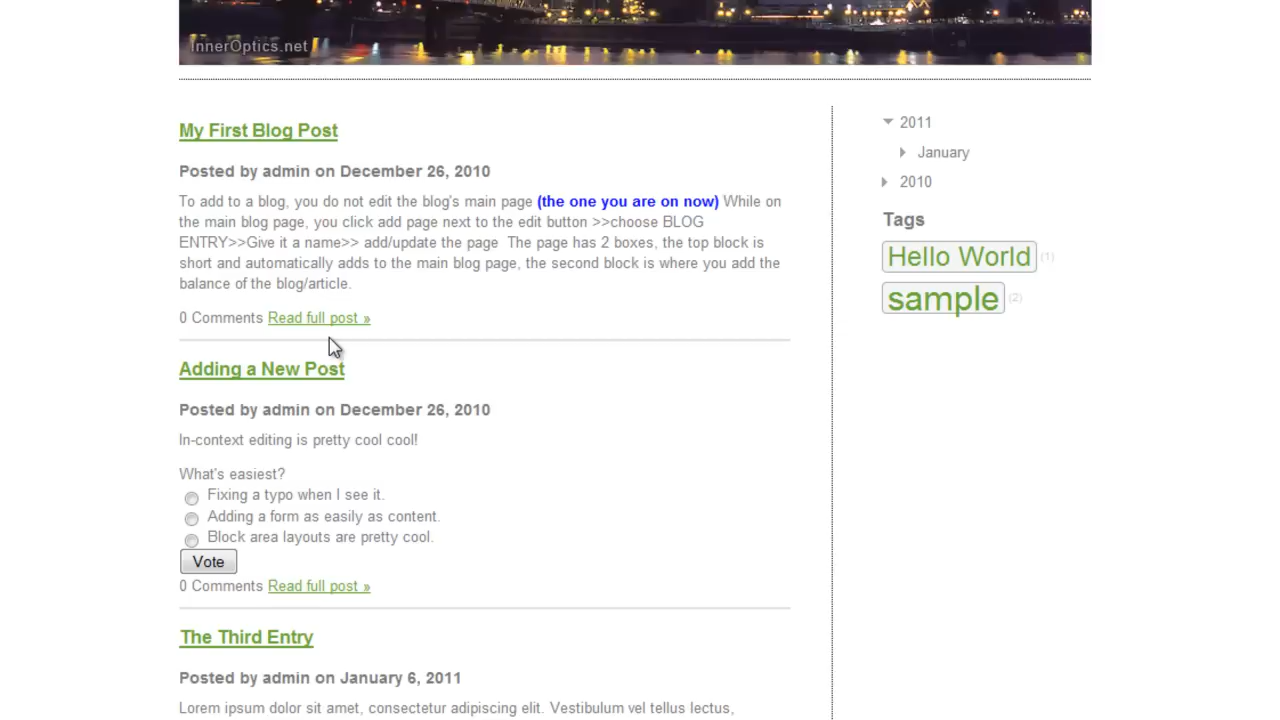 InnerOptics.net
My First Blog Post
Posted by admin on December 26, 2010
To add to a blog, you do not edit the blog's main page (the one you are on now) While on
the main blog page, you click add page next to the edit button >>choose BLOG
ENTRY>>Give it a name>> add/update the page  The page has 2 boxes, the top block is
short and automatically adds to the main blog page, the second block is where you add the
balance of the blog/article.
0 Comments Read full post »
Adding a New Post
Posted by admin on December 26, 2010
In-context editing is pretty cool cool!
What's easiest?
Fixing a typo when I see it.
Adding a form as easily as content.
Block area layouts are pretty cool.
Vote
0 Comments Read full post »
The Third Entry
Posted by admin on January 6, 2011
Lorem ipsum dolor sit amet, consectetur adipiscing elit. Vestibulum vel tellus lectus,
2011
January
2010
Tags
Hello World (1)
sample (2)